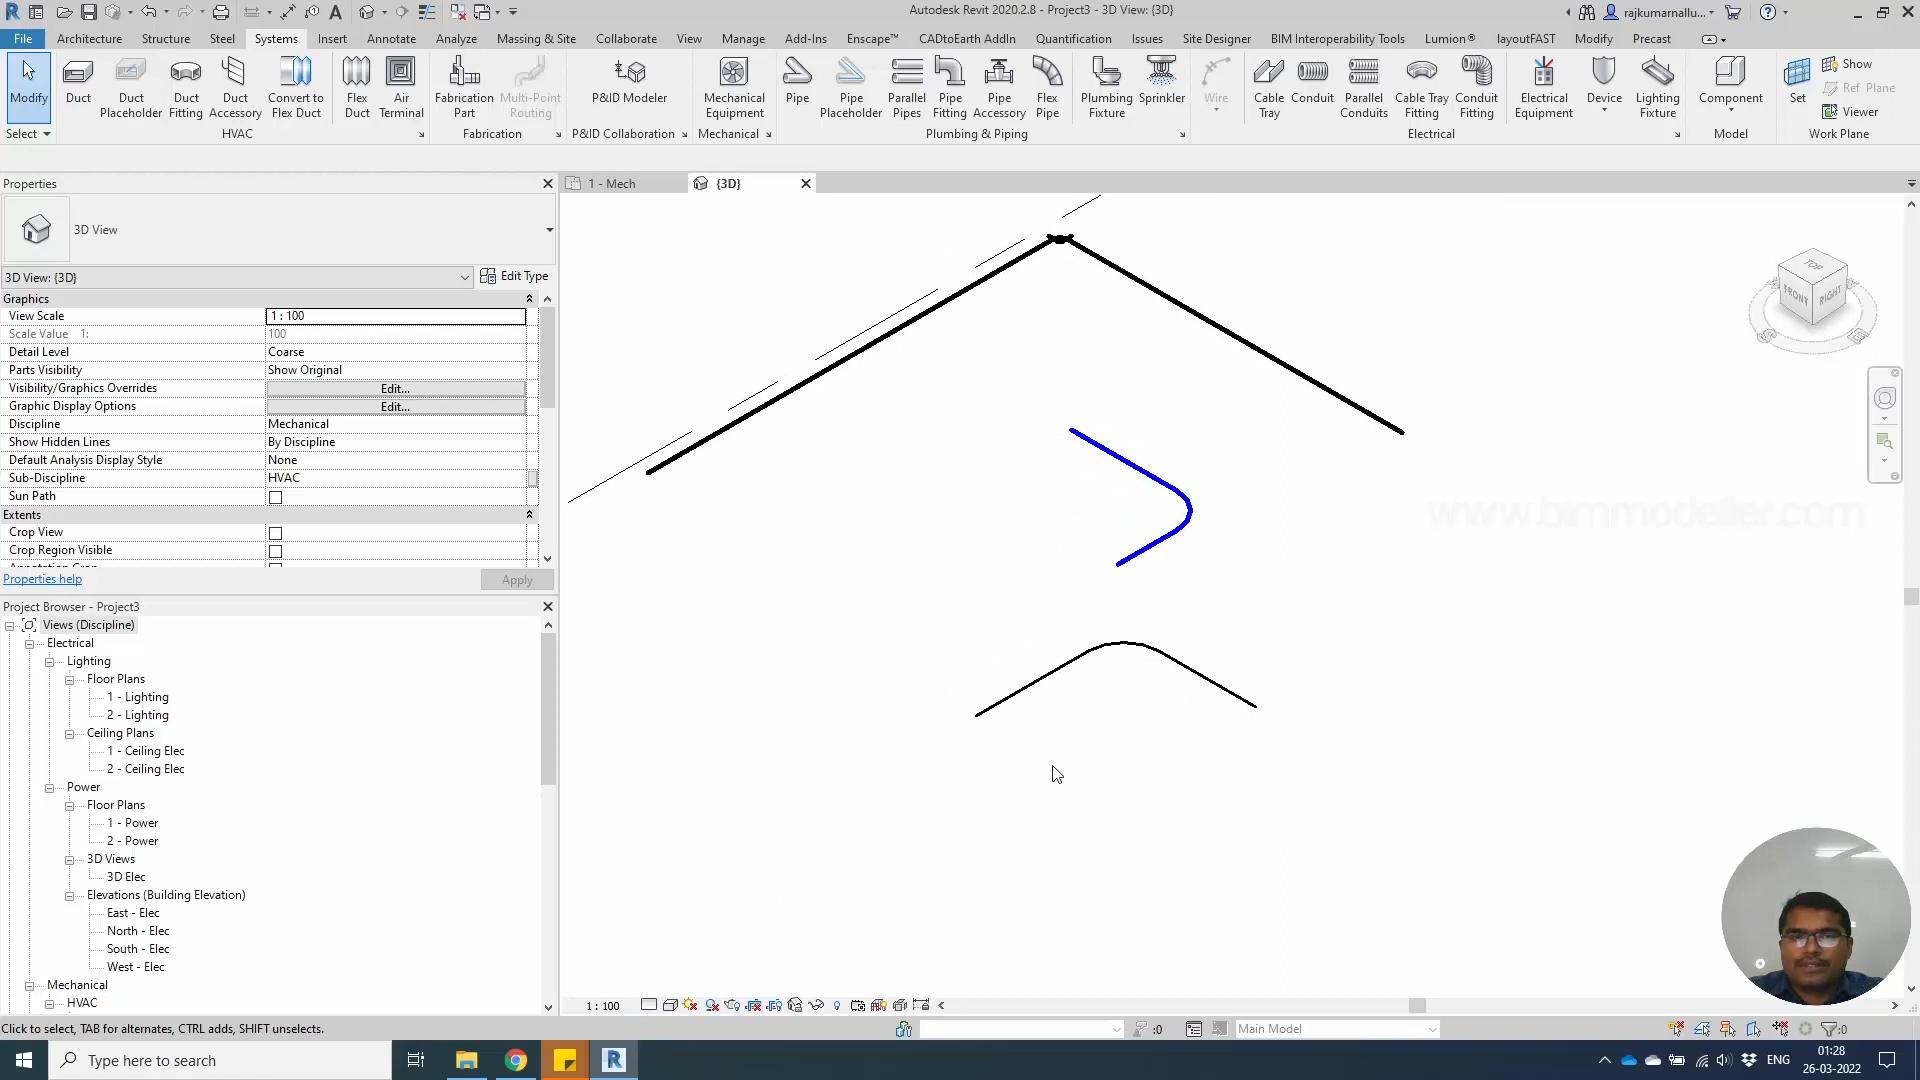 Autodesk Revit 2020.2.8 - Project3 - 3D View: {3D}
rajkumarnallu...
File Architecture Structure Steel Systems Insert Annotate Analyze Massing & Site Collaborate View Manage Add-Ins Enscape™ CADtoEarth AddIn Quantification Issues Site Designer BIM Interoperability Tools Lumion® layoutFAST Modify Precast
Modify Duct Duct Placeholder Duct Fitting Duct Accessory Convert to Flex Duct Flex Duct Air Terminal Fabrication Part Multi-Point Routing P&ID Modeler Mechanical Equipment Pipe Pipe Placeholder Parallel Pipes Pipe Fitting Pipe Accessory Flex Pipe Plumbing Fixture Sprinkler Wire Cable Tray Conduit Parallel Conduits Cable Tray Fitting Conduit Fitting Electrical Equipment Device Lighting Fixture Component Set Show Ref Plane Viewer
Select HVAC Fabrication P&ID Collaboration Mechanical Plumbing & Piping Electrical Model Work Plane
Properties
3D View
3D View: {3D} Edit Type
Graphics
View Scale 1 : 100
Scale Value 1: 100
Detail Level Coarse
Parts Visibility Show Original
Visibility/Graphics Overrides Edit...
Graphic Display Options Edit...
Discipline Mechanical
Show Hidden Lines By Discipline
Default Analysis Display Style None
Sub-Discipline HVAC
Sun Path
Extents
Crop View
Crop Region Visible
Properties help Apply
Project Browser - Project3
Views (Discipline)
Electrical
Lighting
Floor Plans
1 - Lighting
2 - Lighting
Ceiling Plans
1 - Ceiling Elec
2 - Ceiling Elec
Power
Floor Plans
1 - Power
2 - Power
3D Views
3D Elec
Elevations (Building Elevation)
East - Elec
North - Elec
South - Elec
West - Elec
Mechanical
HVAC
1 - Mech {3D}
TOP
FRONT RIGHT
S E
www.bimmodeller.com
1 : 100
Click to select, TAB for alternates, CTRL adds, SHIFT unselects.
:0 Main Model :0
Type here to search
ENG 01:28
26-03-2022